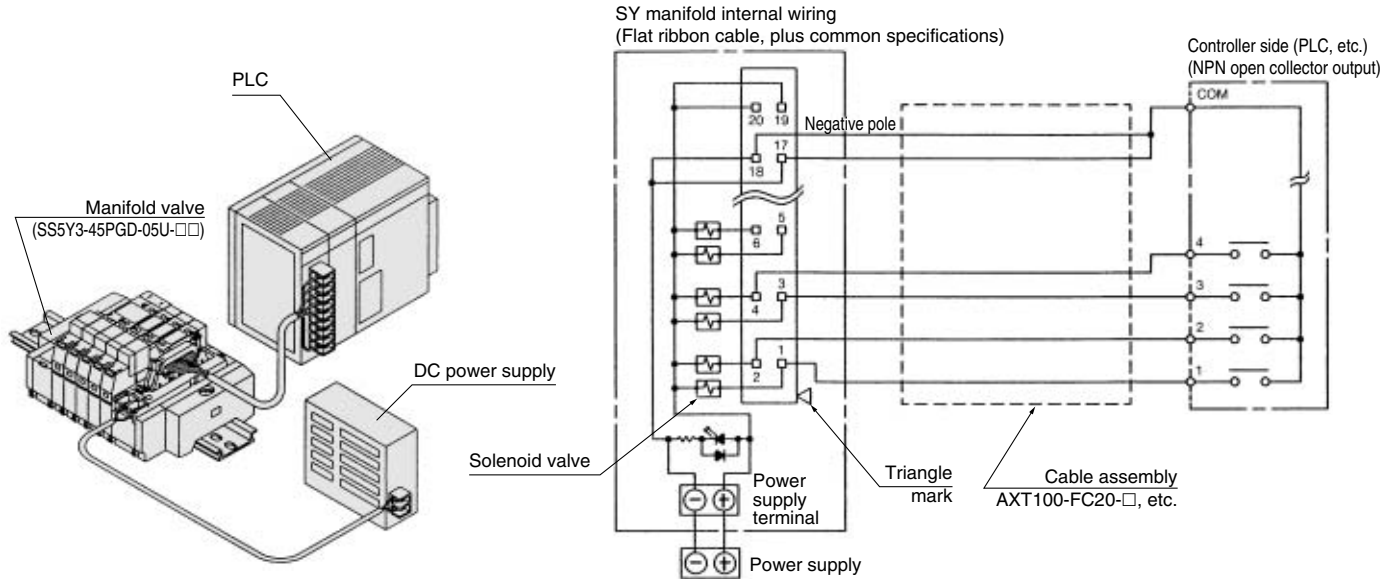 SY manifold internal wiring
(Flat ribbon cable, plus common specifications)
Controller side (PLC, etc.)
(NPN open collector output)
PLC
COM
20 19
Negative pole
17
18
Manifold valve
(SS5Y3-45PGD-05U-□□)
5
6
4
3
4
3
2
1
2
1
DC power supply
Solenoid valve
Triangle
mark
Cable assembly
AXT100-FC20-□, etc.
Power
supply
terminal
− +
− +
Power supply